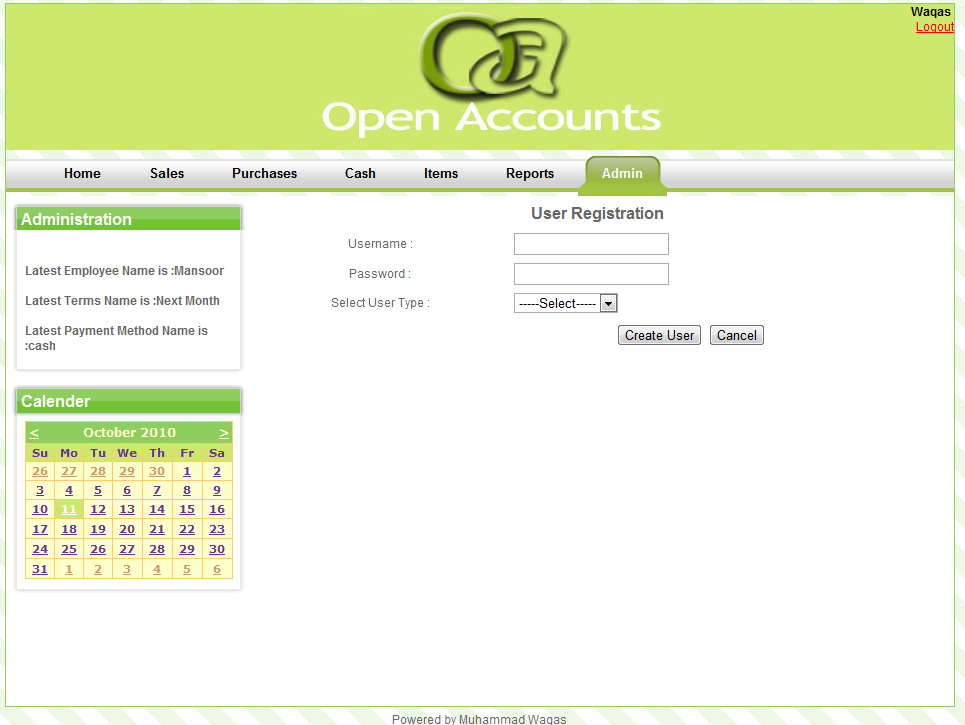 Waqas
Logout
Oa
Open Accounts
Home Sales Purchases Cash Items Reports Admin
Administration
Latest Employee Name is :Mansoor
Latest Terms Name is :Next Month
Latest Payment Method Name is
:cash
Calender
< October 2010 >
Su Mo Tu We Th Fr Sa
26 27 28 29 30 1 2
3 4 5 6 7 8 9
10 11 12 13 14 15 16
17 18 19 20 21 22 23
24 25 26 27 28 29 30
31 1 2 3 4 5 6
User Registration
Username :
Password :
Select User Type : -----Select-----
Create User Cancel
Powered by Muhammad Waqas